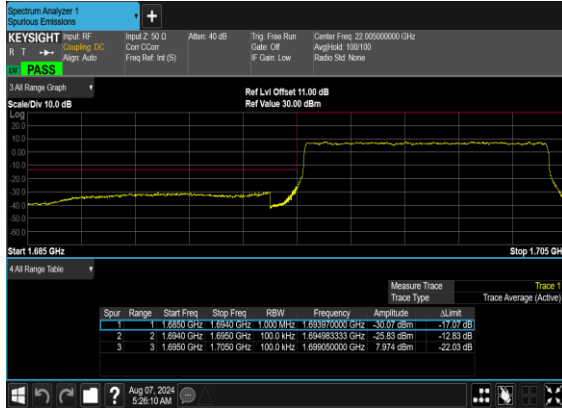 Spectrum Analyzer 1
Spurious Emissions
KEYSIGHT Input: RF Input Z: 50 Ω Atten: 40 dB Trig: Free Run Center Freq: 22.005000000 GHz
R T Coupling: DC Corr CCorr Gate: Off Avg|Hold: 100/100
Align: Auto Freq Ref: Int (S) IF Gain: Low Radio Std: None
PASS
3 All Range Graph Ref Lvl Offset 11.00 dB
Scale/Div 10.0 dB Ref Value 30.00 dBm
Log
20.0
10.0
0.00
-10.0
-20.0
-30.0
-40.0
-50.0
-60.0
Start 1.685 GHz Stop 1.705 GH
4 All Range Table
Measure Trace Trace 1
Trace Type Trace Average (Active)
Spur Range Start Freq Stop Freq RBW Frequency Amplitude ΔLimit
1 1 1.6850 GHz 1.6940 GHz 1.000 MHz 1.693970000 GHz -30.07 dBm -17.07 dB
2 2 1.6940 GHz 1.6950 GHz 100.0 kHz 1.694983333 GHz -25.83 dBm -12.83 dB
3 3 1.6950 GHz 1.7050 GHz 100.0 kHz 1.699050000 GHz 7.974 dBm -22.03 dB
? Aug 07, 2024
5:26:10 AM